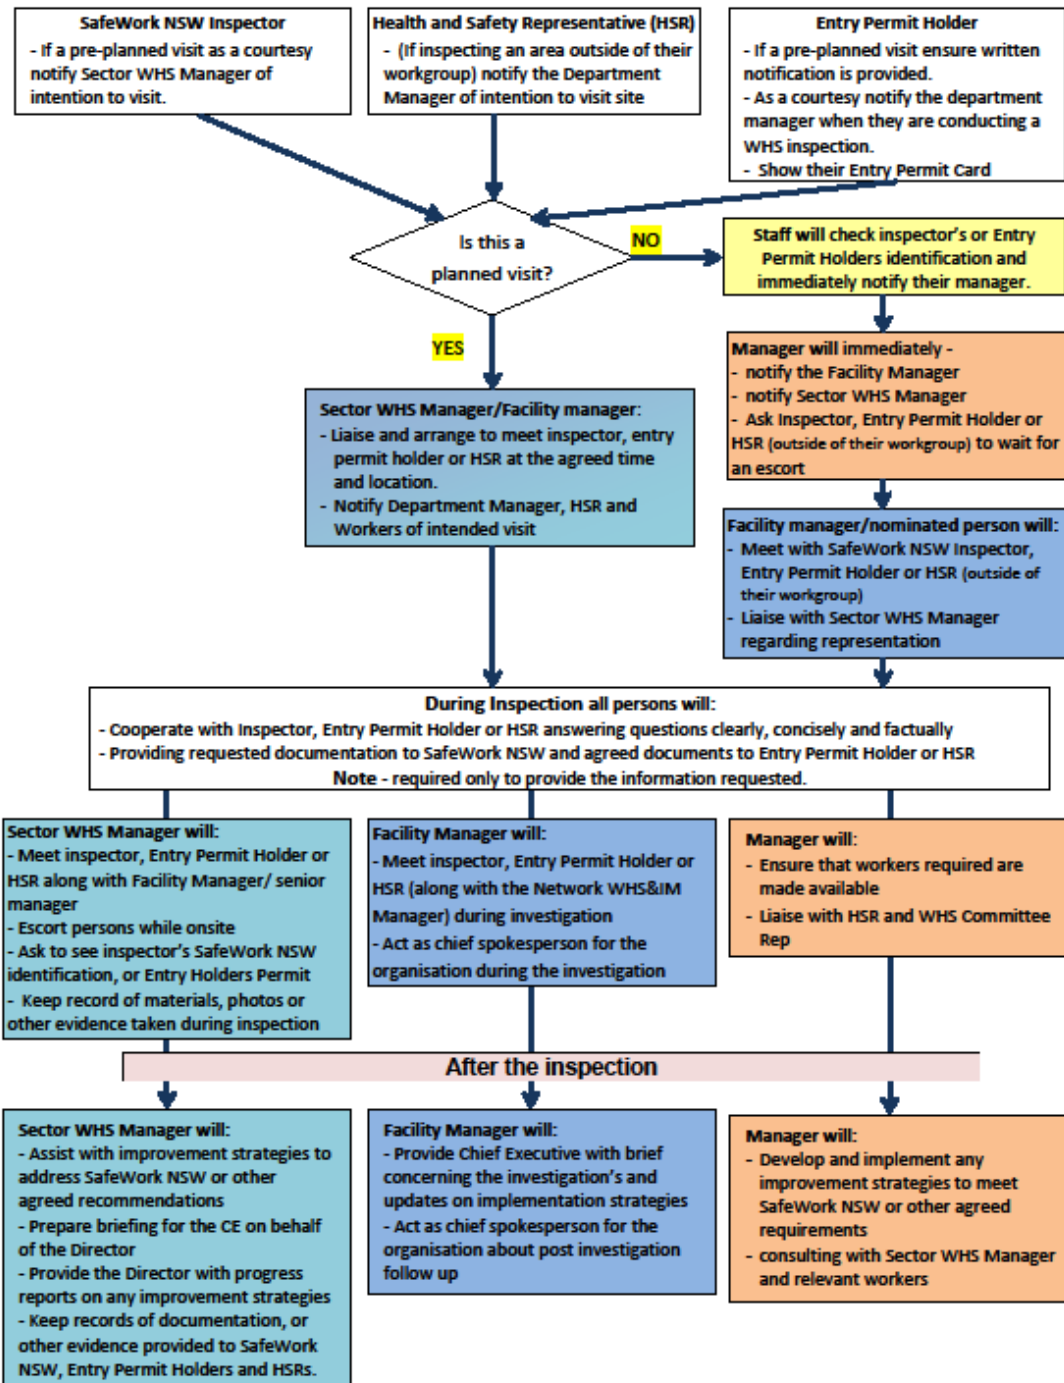 SafeWork NSW Inspector
- If a pre-planned visit as a courtesy
notify Sector WHS Manager of
intention to visit.
Health and Safety Representative (HSR)
- (If inspecting an area outside of their
workgroup) notify the Department
Manager of intention to visit site
Entry Permit Holder
- If a pre-planned visit ensure written
notification is provided.
- As a courtesy notify the department
manager when they are conducting a
WHS inspection.
- Show their Entry Permit Card
Is this a
planned visit?
NO
Staff will check inspector's or Entry
Permit Holders identification and
immediately notify their manager.
YES
Manager will immediately -
- notify the Facility Manager
- notify Sector WHS Manager
- Ask Inspector, Entry Permit Holder or
HSR (outside of their workgroup) to wait for
an escort
Sector WHS Manager/Facility manager:
- Liaise and arrange to meet inspector, entry
permit holder or HSR at the agreed time
and location.
- Notify Department Manager, HSR and
Workers of intended visit
Facility manager/nominated person will:
- Meet with SafeWork NSW Inspector,
Entry Permit Holder or HSR (outside of
their workgroup)
- Liaise with Sector WHS Manager
regarding representation
During Inspection all persons will:
- Cooperate with Inspector, Entry Permit Holder or HSR answering questions clearly, concisely and factually
- Providing requested documentation to SafeWork NSW and agreed documents to Entry Permit Holder or HSR
Note - required only to provide the information requested.
Sector WHS Manager will:
- Meet inspector, Entry Permit Holder or
HSR along with Facility Manager/ senior
manager
- Escort persons while onsite
- Ask to see inspector's SafeWork NSW
identification, or Entry Holders Permit
- Keep record of materials, photos or
other evidence taken during inspection
Facility Manager will:
- Meet inspector, Entry Permit Holder or
HSR (along with the Network WHS&IM
Manager) during investigation
- Act as chief spokesperson for the
organisation during the investigation
Manager will:
- Ensure that workers required are
made available
- Liaise with HSR and WHS Committee
Rep
After the inspection
Sector WHS Manager will:
- Assist with improvement strategies to
address SafeWork NSW or other
agreed recommendations
- Prepare briefing for the CE on behalf
of the Director
- Provide the Director with progress
reports on any improvement strategies
- Keep records of documentation, or
other evidence provided to SafeWork
NSW, Entry Permit Holders and HSRs.
Facility Manager will:
- Provide Chief Executive with brief
concerning the investigation's and
updates on implementation strategies
- Act as chief spokesperson for the
organisation about post investigation
follow up
Manager will:
- Develop and implement any
improvement strategies to meet
SafeWork NSW or other agreed
requirements
- consulting with Sector WHS Manager
and relevant workers